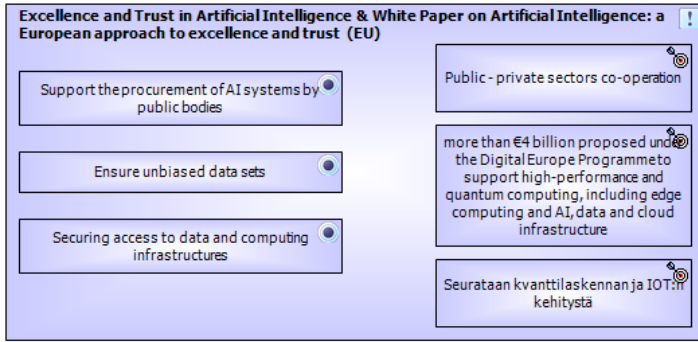 Excellence and Trust in Artificial Intelligence & White Paper on Artificial Intelligence: a
European approach to excellence and trust (EU)
!
Support the procurement of AI systems by
public bodies
Ensure unbiased data sets
Securing access to data and computing
infrastructures
Public - private sectors co-operation
more than €4 billion proposed under
the Digital Europe Programme to
support high-performance and
quantum computing, including edge
computing and AI, data and cloud
infrastructure
Seurataan kvanttilaskennan ja IOT:n
kehitystä